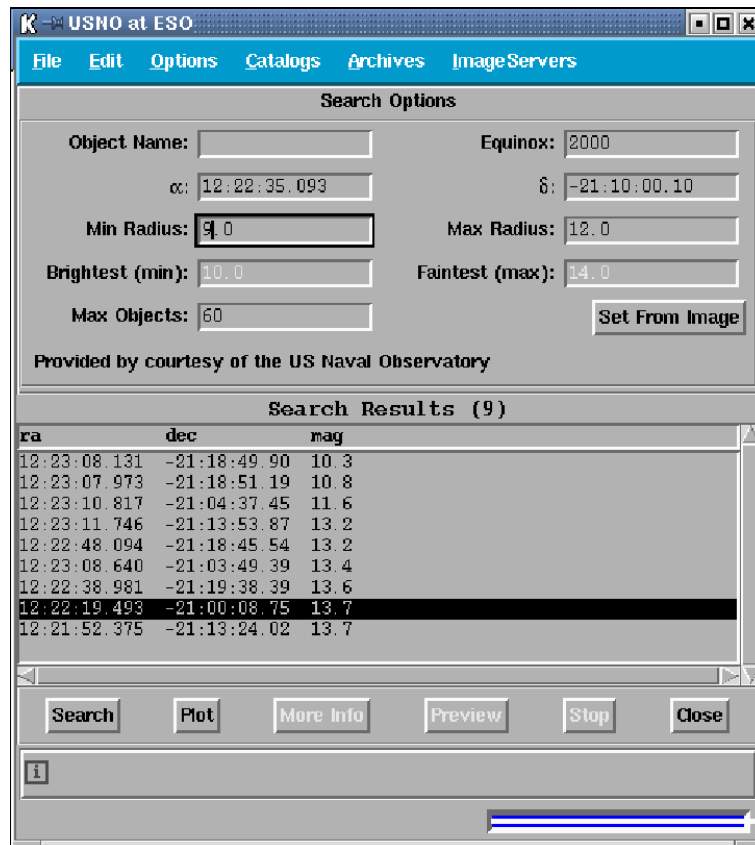 USNO at ESO
File Edit Options Catalogs Archives ImageServers
Search Options
Object Name: Equinox: 2000
α: 12:22:35.093 δ: -21:10:00.10
Min Radius: 9.0 Max Radius: 12.0
Brightest (min): 10.0 Faintest (max): 14.0
Max Objects: 60 Set From Image
Provided by courtesy of the US Naval Observatory
Search Results (9)
ra dec mag
12:23:08.131 -21:18:49.90 10.3
12:23:07.973 -21:18:51.19 10.8
12:23:10.817 -21:04:37.45 11.6
12:23:11.746 -21:13:53.87 13.2
12:22:48.094 -21:18:45.54 13.2
12:23:08.640 -21:03:49.39 13.4
12:22:38.981 -21:19:38.39 13.6
12:22:19.493 -21:00:08.75 13.7
12:21:52.375 -21:13:24.02 13.7
Search Plot More Info Preview Stop Close
i